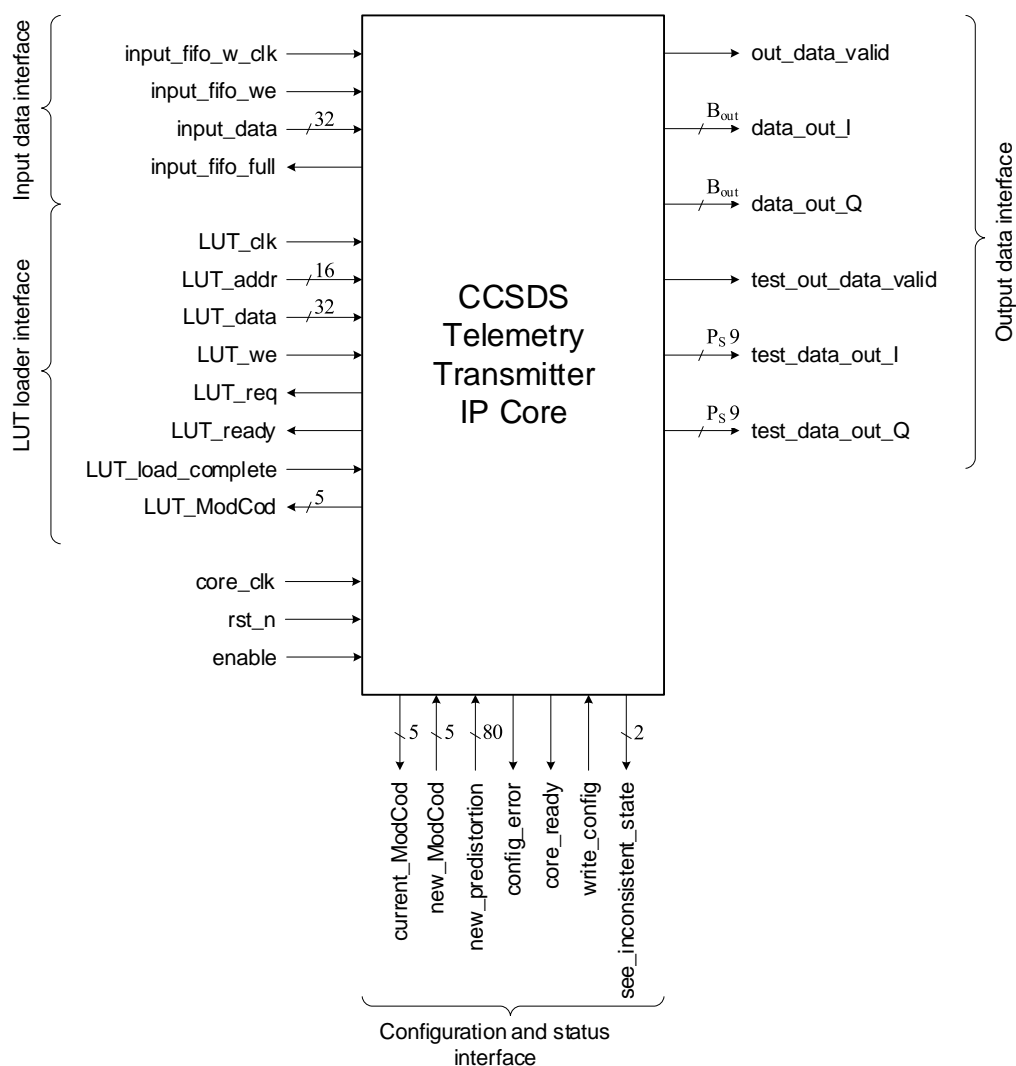 Input data interface
input_fifo_w_clk
input_fifo_we
input_data
32
input_fifo_full
LUT loader interface
LUT_clk
LUT_addr
16
LUT_data
32
LUT_we
LUT_req
LUT_ready
LUT_load_complete
LUT_ModCod
5
core_clk
rst_n
enable
CCSDS
Telemetry
Transmitter
IP Core
out_data_valid
Bout
data_out_I
Bout
data_out_Q
test_out_data_valid
PS 9
test_data_out_I
PS 9
test_data_out_Q
Output data interface
5
5
80
2
current_ModCod
new_ModCod
new_predistortion
config_error
core_ready
write_config
see_inconsistent_state
Configuration and status
interface